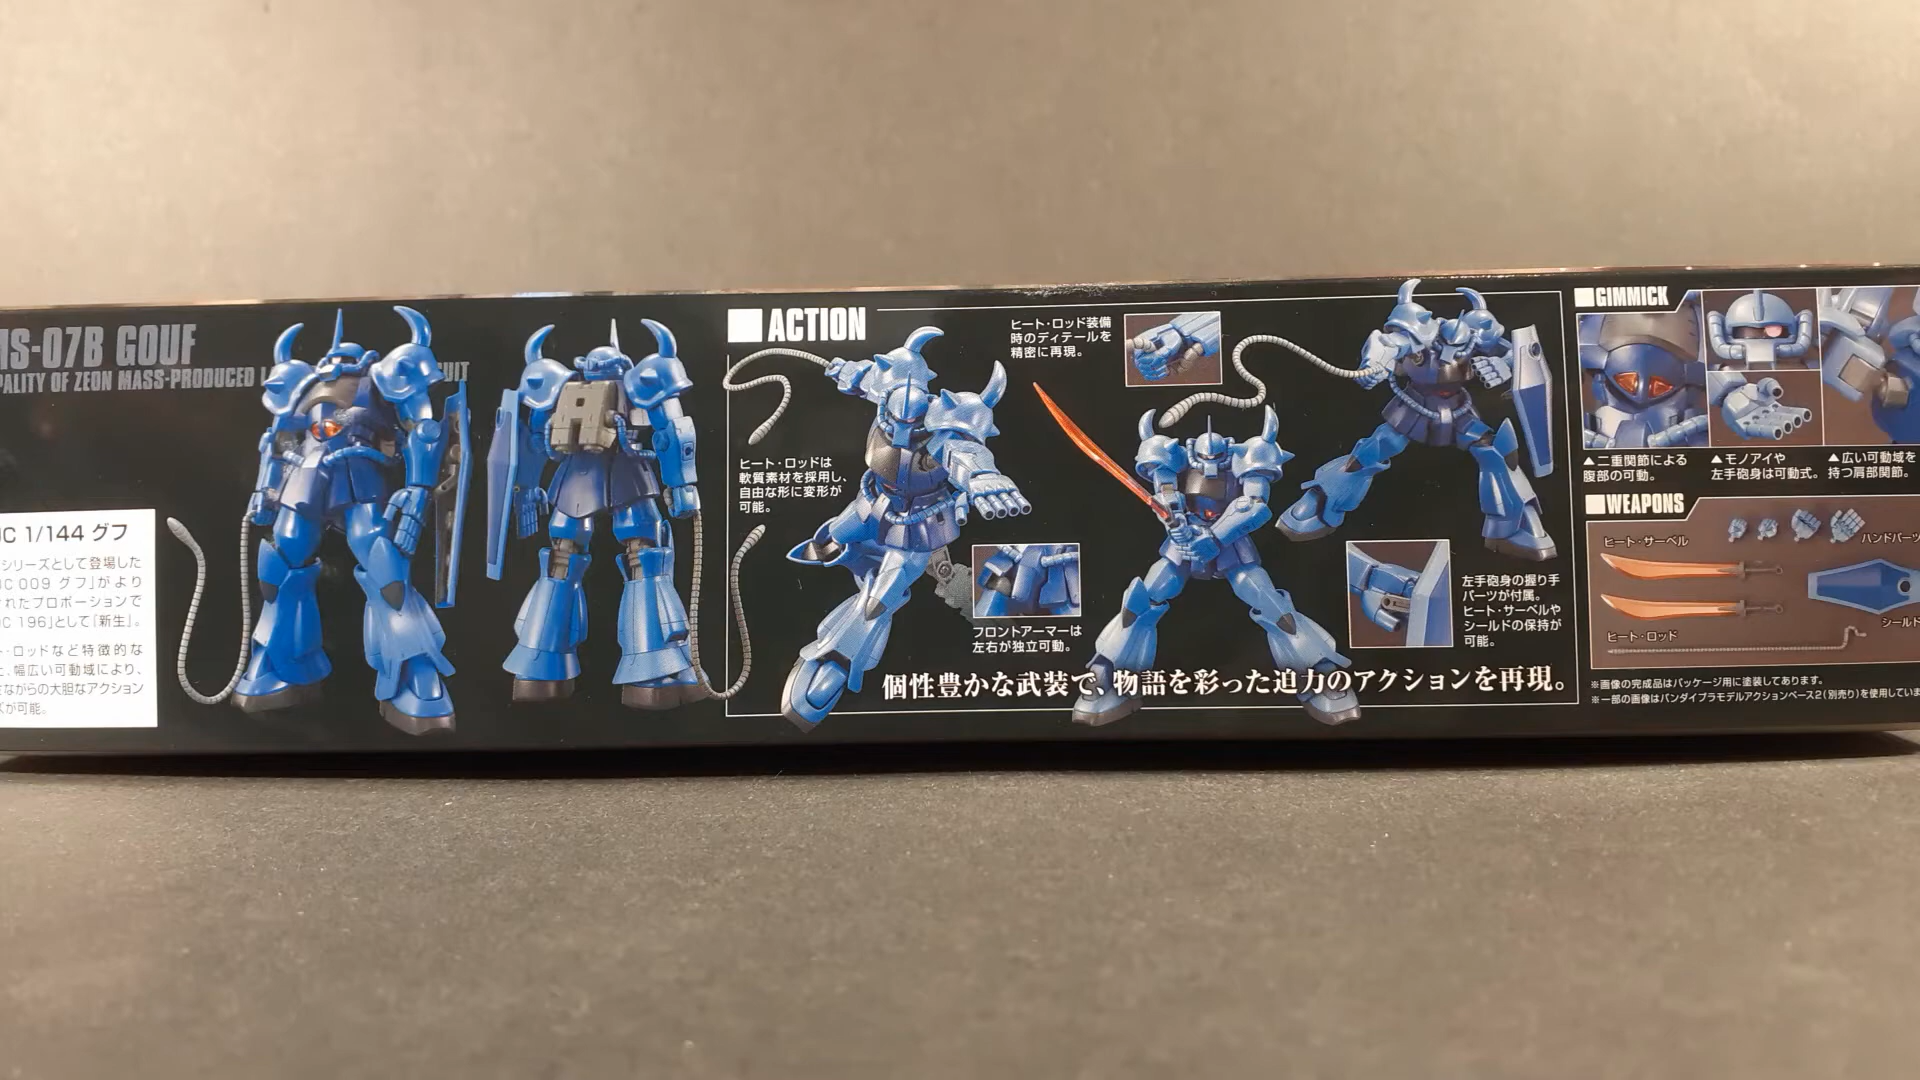 MS-07B GOUF
PALITY OF ZEON MASS-PRODUCED
SUIT
UC 1/144 グフ
シリーズとして登場した
C 009 グフ」がより
れたプロポーションで
C 196」として「新生」。
・ロッドなど特徴的な
と、幅広い可動域により、
ながらの大胆なアクション
が可能。
ACTION
ヒート・ロッド装備
時のディテールを
精密に再現。
ヒート・ロッドは
軟質素材を採用し、
自由な形に変形が
可能。
フロントアーマーは
左右が独立可動。
左手砲身の握り手
パーツが付属。
ヒート・サーベルや
シールドの保持が
可能。
個性豊かな武装で、物語を彩った迫力のアクションを再現。
GIMMICK
▲二重関節による
腹部の可動。
▲モノアイや
左手砲身は可動式。
▲広い可動域を
持つ肩部関節。
WEAPONS
ヒート・サーベル
ハンドパーツ
シールド
ヒート・ロッド
※画像の完成品はパッケージ用に塗装してあります。
※一部の画像はバンダイプラモデルアクションベース2(別売り)を使用していま